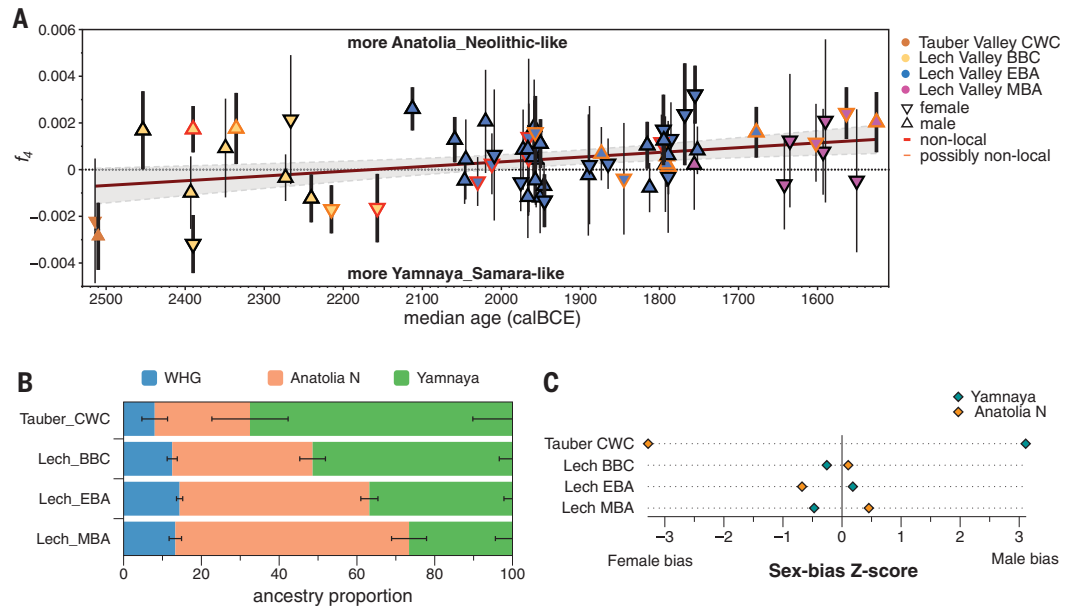 A
0.006
0.004
0.002
0
−0.002
−0.004
f4
more Anatolia_Neolithic-like
more Yamnaya_Samara-like
2500 2400 2300 2200 2100 2000 1900 1800 1700 1600
median age (calBCE)
Tauber Valley CWC
Lech Valley BBC
Lech Valley EBA
Lech Valley MBA
female
male
non-local
possibly non-local
B
WHG Anatolia N Yamnaya
Tauber_CWC
Lech_BBC
Lech_EBA
Lech_MBA
0 20 40 60 80 100
ancestry proportion
C
Yamnaya
Anatolia N
Tauber CWC
Lech BBC
Lech EBA
Lech MBA
−3 −2 −1 0 1 2 3
Female bias Male bias
Sex-bias Z-score